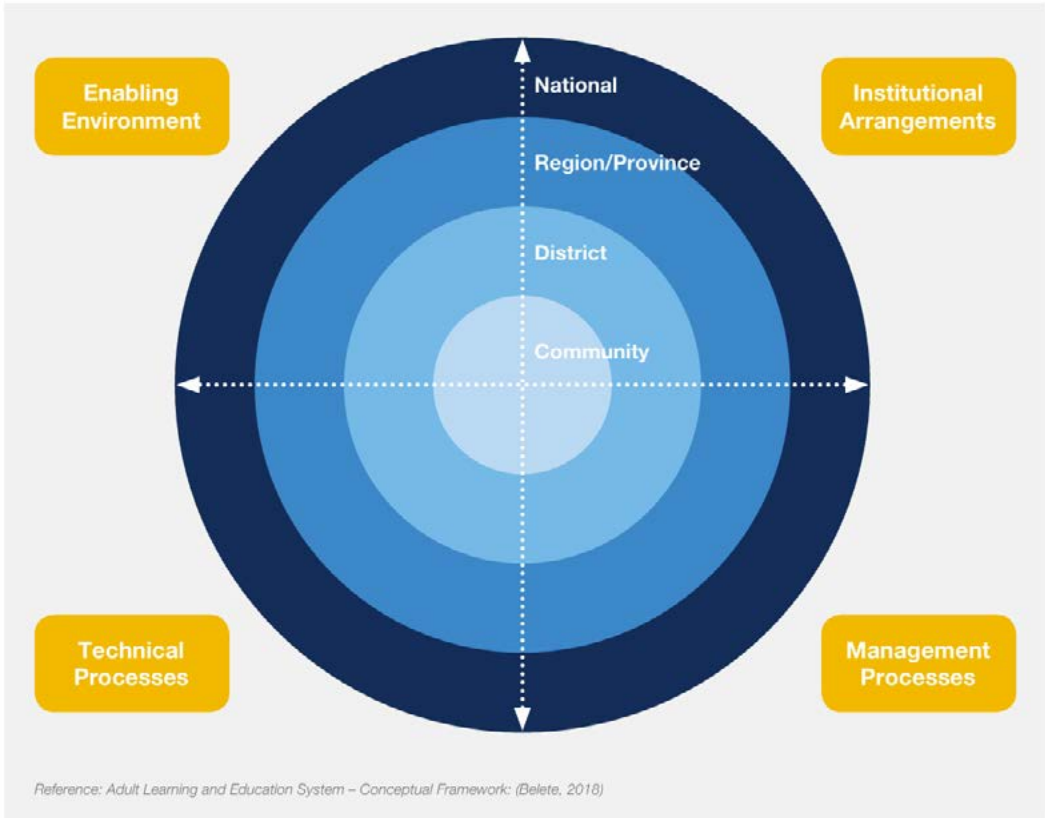 Enabling
Environment
Institutional
Arrangements
National
Region/Province
District
Community
Technical
Processes
Management
Processes
Reference: Adult Learning and Education System – Conceptual Framework: (Belete, 2018)